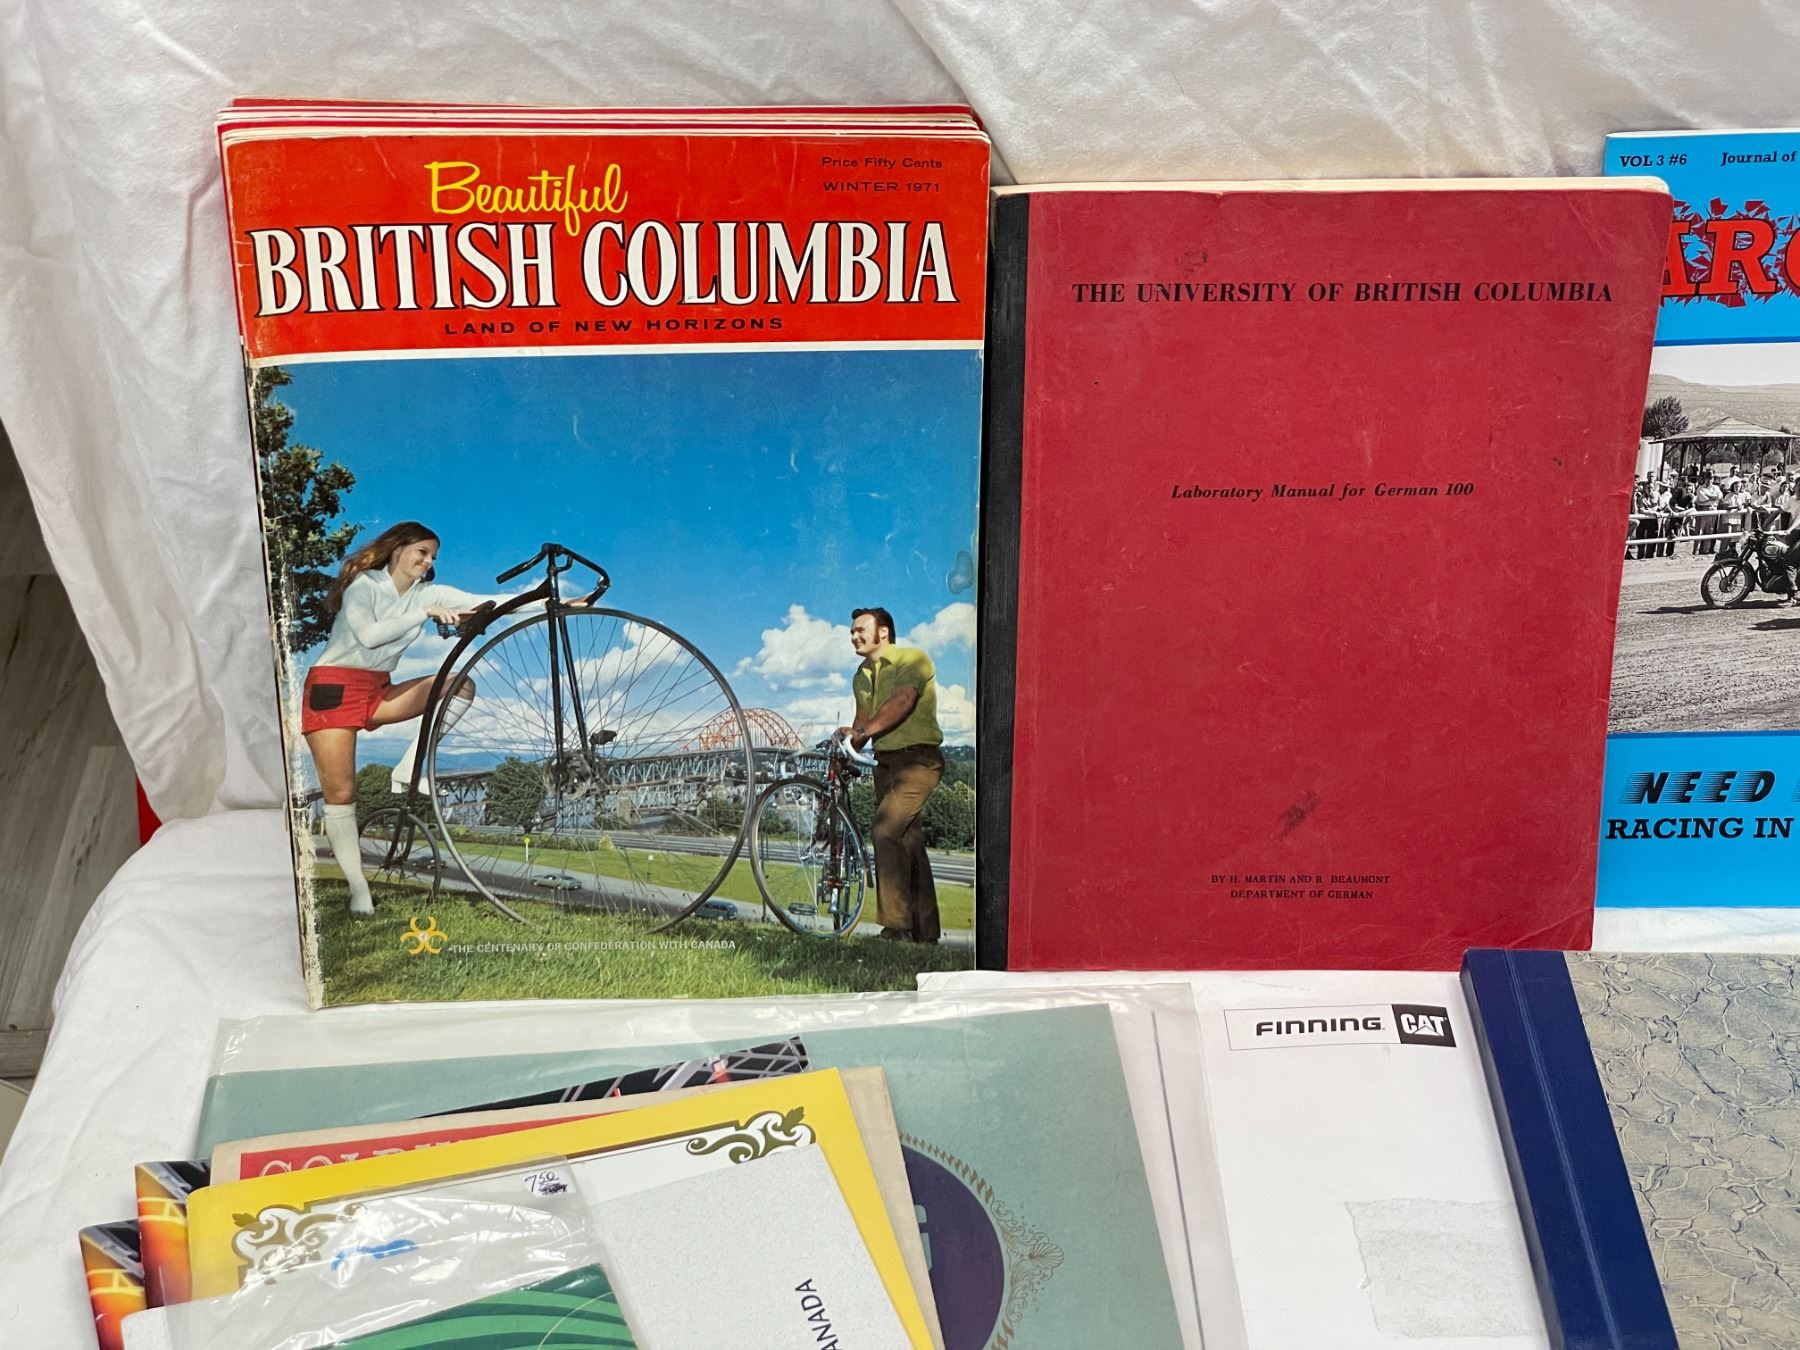 Price Fifty Cents
WINTER 1971
Beautiful
BRITISH COLUMBIA
LAND OF NEW HORIZONS
THE CENTENARY OF CONFEDERATION WITH CANADA
THE UNIVERSITY OF BRITISH COLUMBIA
Laboratory Manual for German 100
BY H. MARTIN AND R. BEAUMONT
DEPARTMENT OF GERMAN
VOL 3 #6 Journal of
NEED
RACING IN
FINNING CAT
7.50